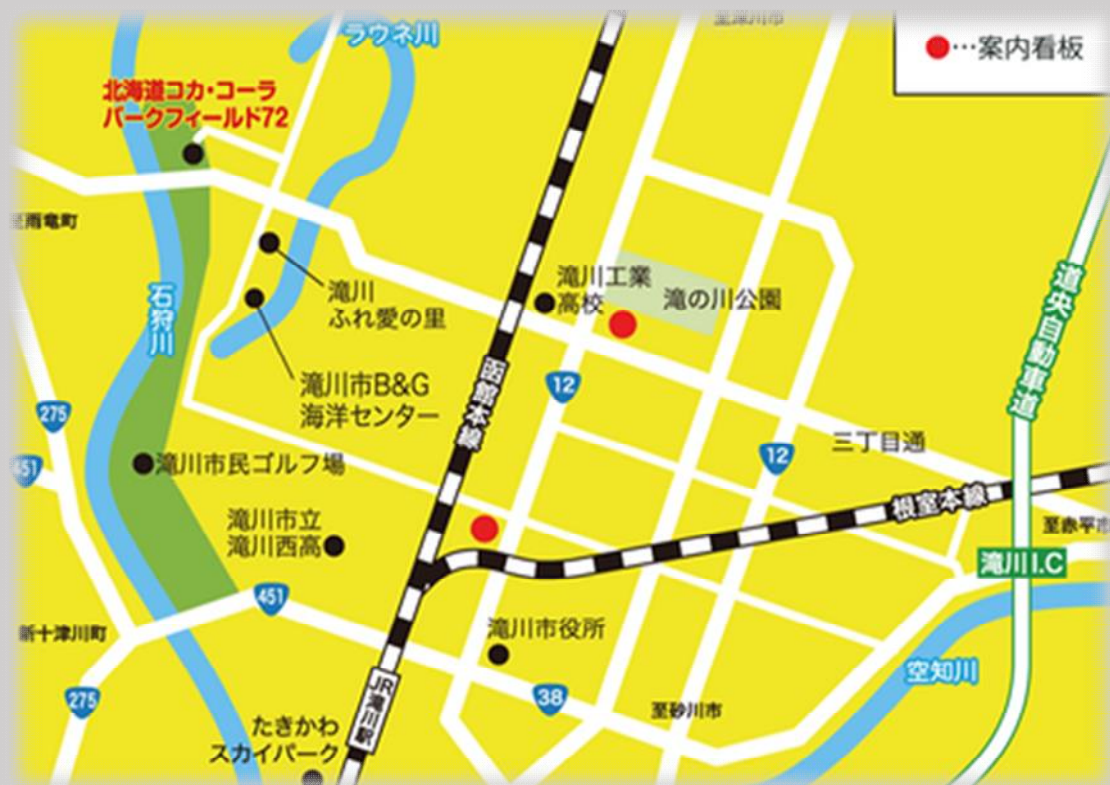 ラウネ川
至深川市
●…案内看板
北海道コカ・コーラ
パークフィールド72
至雨竜町
石狩川
滝川
ふれ愛の里
滝川工業
高校
滝の川公園
道央自動車道
滝川市B&G
海洋センター
函館本線
12
275
451
12
三丁目通
滝川市民ゴルフ場
根室本線
滝川市立
滝川西高
至赤平市
滝川I.C
451
新十津川町
滝川市役所
空知川
275
38
JR滝川駅
至砂川市
たきかわ
スカイパーク